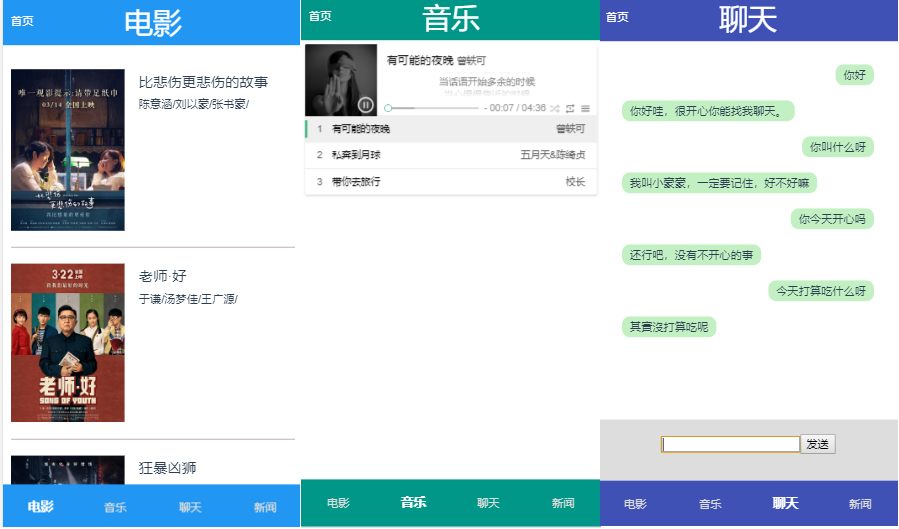 首页
电影
唯一观影提示:请带足纸巾
03/14 全国上映
比悲伤更悲伤的故事
陈意涵/刘以豪/张书豪/
3·22
老师·好
SONG OF YOUTH
老师·好
于谦/汤梦佳/王广源/
狂暴凶狮
电影
音乐
聊天
新闻
首页
音乐
有可能的夜晚 曾轶可
当话语开始多余的时候
- 00:07 / 04:36
1 有可能的夜晚 曾轶可
2 私奔到月球 五月天&陈绮贞
3 带你去旅行 校长
电影
音乐
聊天
新闻
首页
聊天
你好
你好哇，很开心你能找我聊天。
你叫什么呀
我叫小豪豪，一定要记住，好不好嘛
你今天开心吗
还行吧，没有不开心的事
今天打算吃什么呀
其實沒打算吃呢
发送
电影
音乐
聊天
新闻